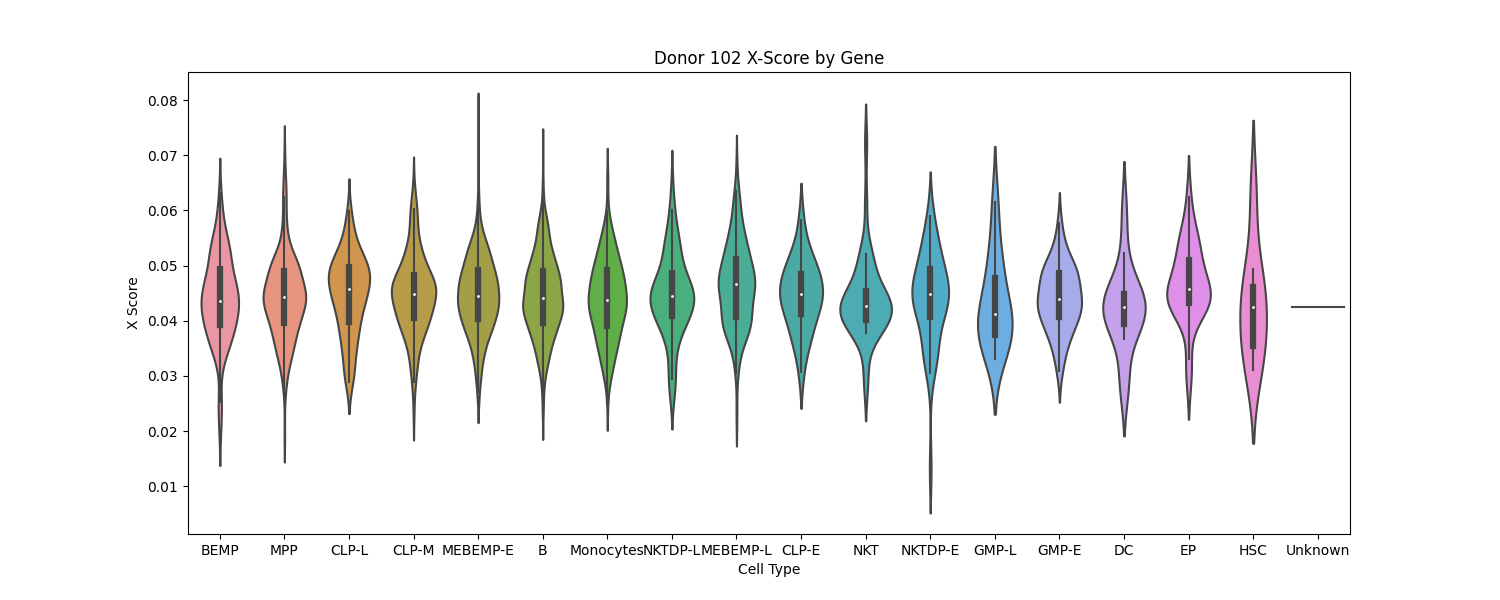 Donor 102 X-Score by Gene
X Score
0.08
0.07
0.06
0.05
0.04
0.03
0.02
0.01
BEMP MPP CLP-L CLP-M MEBEMP-E B Monocytes NKTDP-L MEBEMP-L CLP-E NKT NKTDP-E GMP-L GMP-E DC EP HSC Unknown
Cell Type